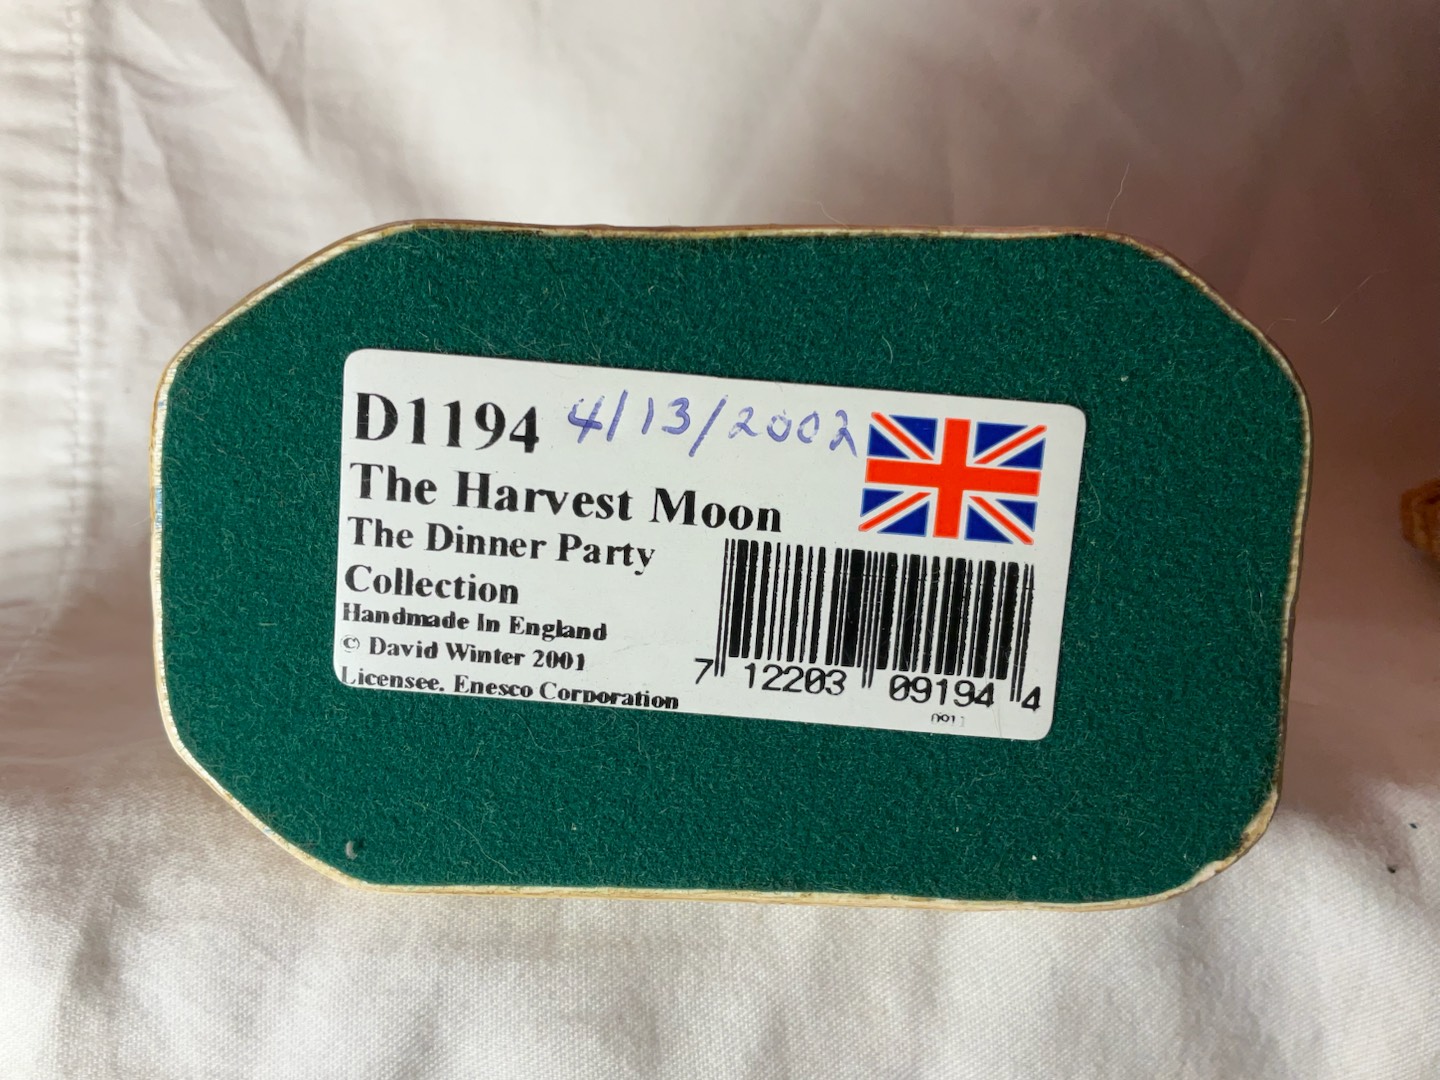 D1194 4/13/2002
The Harvest Moon
The Dinner Party
Collection
Handmade In England
© David Winter 2001
Licensee. Enesco Corporation
7 12203 09194 4